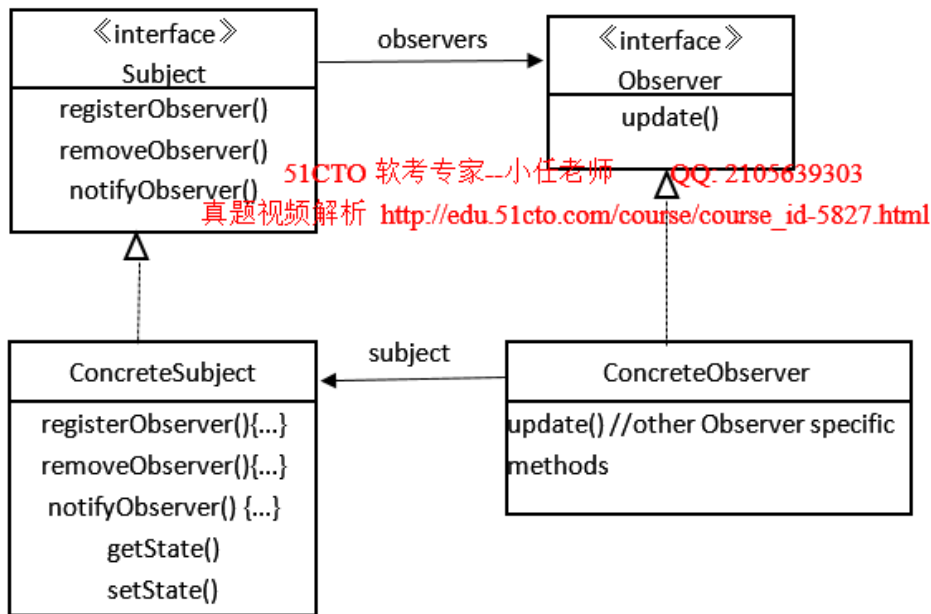 《interface》
Subject
registerObserver()
removeObserver()
notifyObserver()
observers
《interface》
Observer
update()
51CTO 软考专家--小任老师 QQ: 2105639303
真题视频解析 http://edu.51cto.com/course/course_id-5827.html
ConcreteSubject
registerObserver(){...}
removeObserver(){...}
notifyObserver() {...}
getState()
setState()
subject
ConcreteObserver
update() //other Observer specific
methods